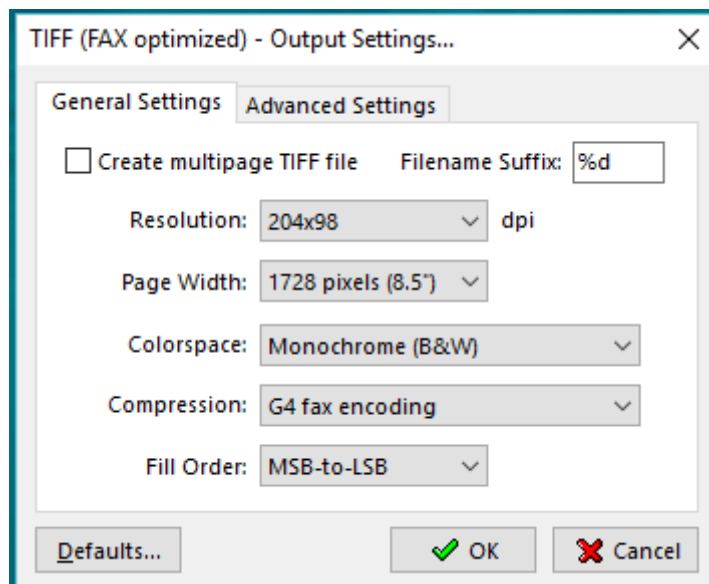 TIFF (FAX optimized) - Output Settings...
General Settings Advanced Settings
Create multipage TIFF file Filename Suffix: %d
Resolution: 204x98 dpi
Page Width: 1728 pixels (8.5")
Colorspace: Monochrome (B&W)
Compression: G4 fax encoding
Fill Order: MSB-to-LSB
Defaults... OK Cancel